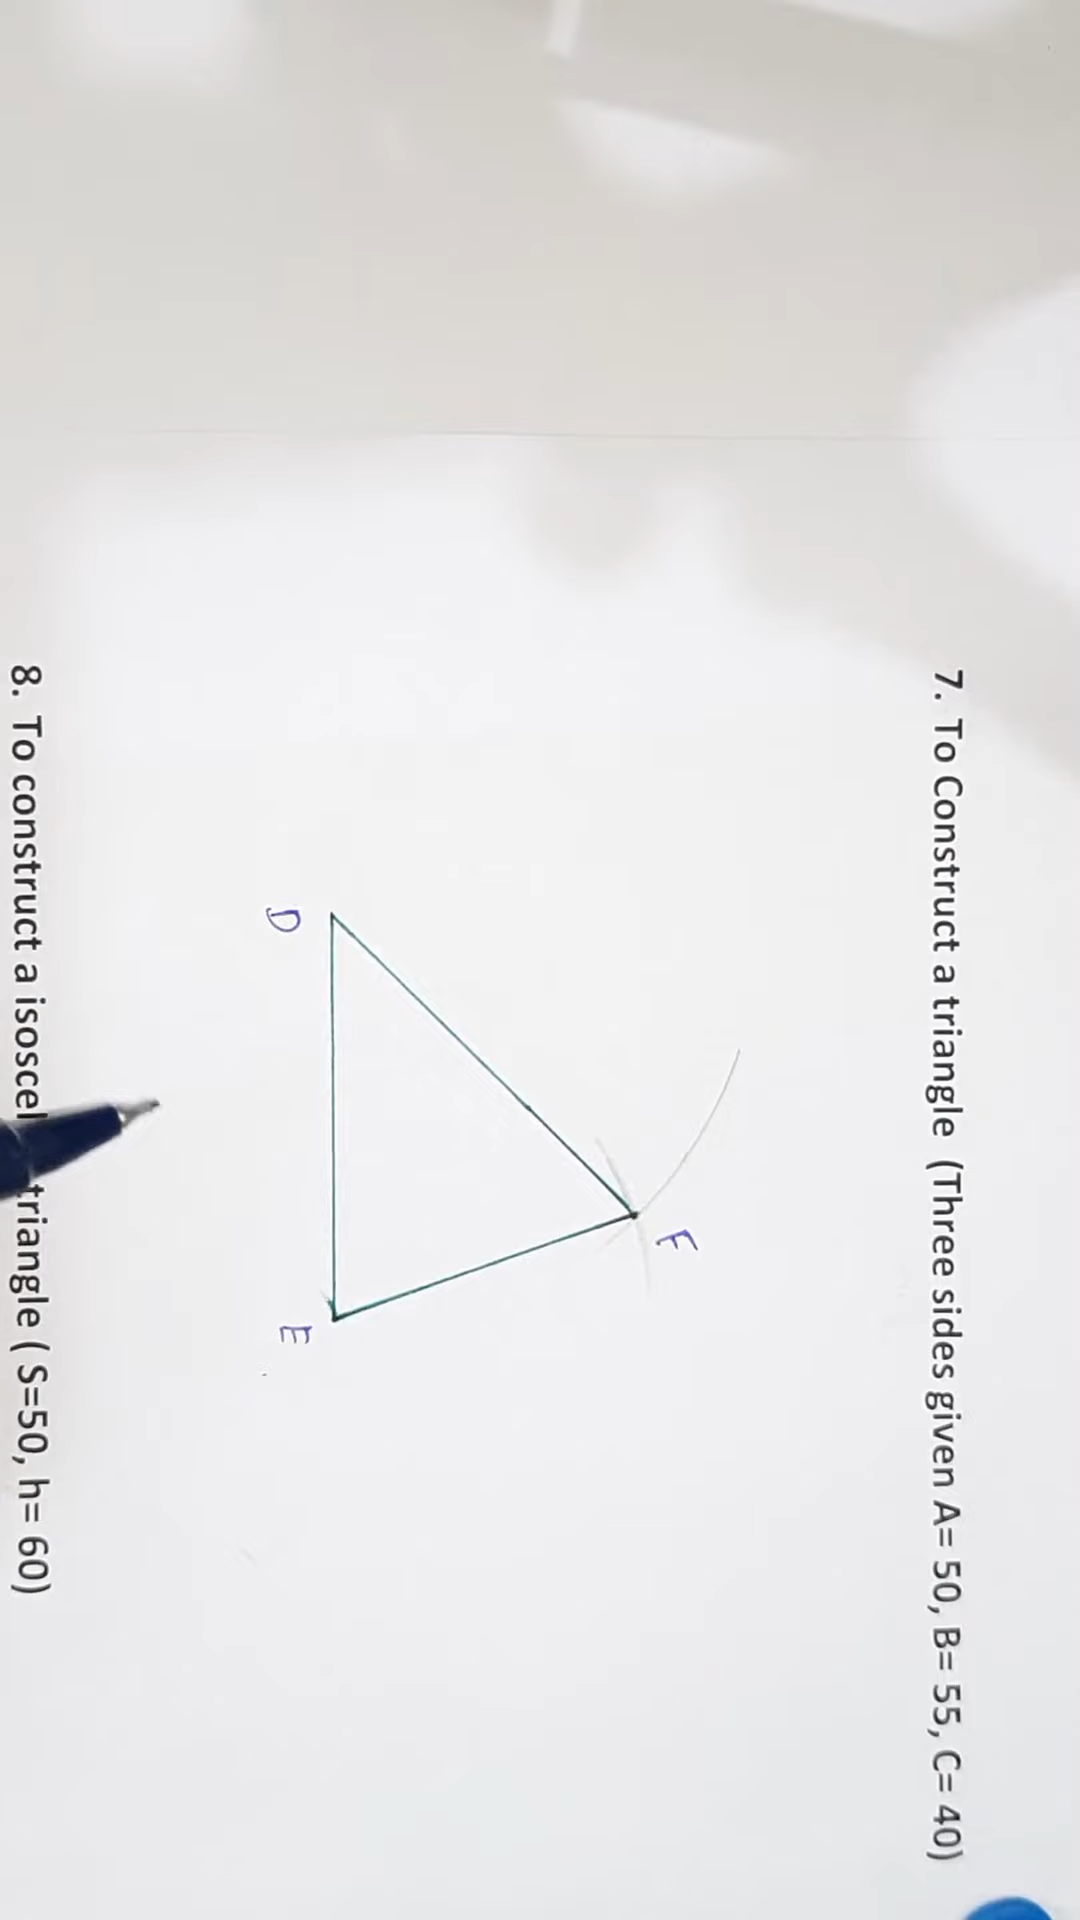 7. To Construct a triangle (Three sides given A= 50, B= 55, C= 40)
F
D
E
8. To construct a isoscel triangle ( S=50, h= 60)